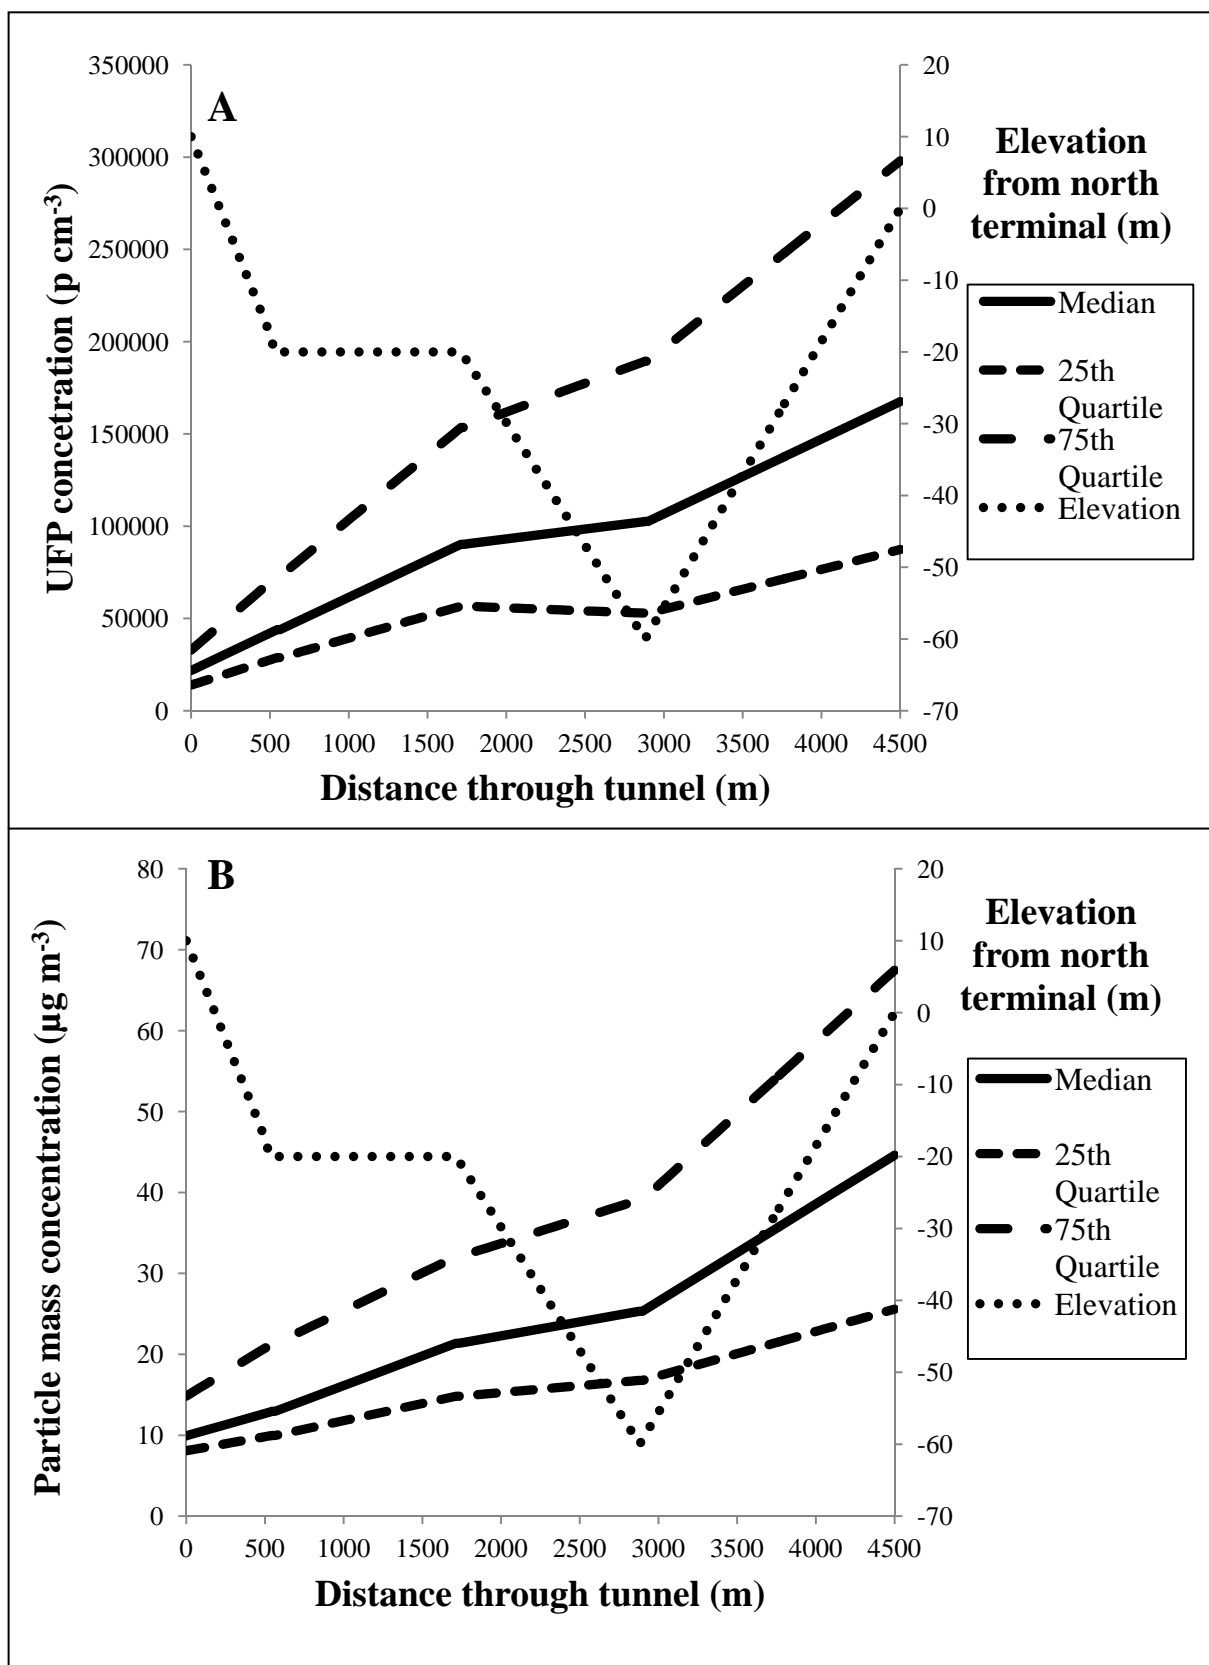 A
350000
300000
250000
200000
150000
100000
50000
0
UFP concetration (p cm-3)
20
10
0
-10
-20
-30
-40
-50
-60
-70
Elevation
from north
terminal (m)
Median
25th
Quartile
75th
Quartile
Elevation
0 500 1000 1500 2000 2500 3000 3500 4000 4500
Distance through tunnel (m)
B
80
70
60
50
40
30
20
10
0
Particle mass concentration (µg m-3)
20
10
0
-10
-20
-30
-40
-50
-60
-70
Elevation
from north
terminal (m)
Median
25th
Quartile
75th
Quartile
Elevation
0 500 1000 1500 2000 2500 3000 3500 4000 4500
Distance through tunnel (m)